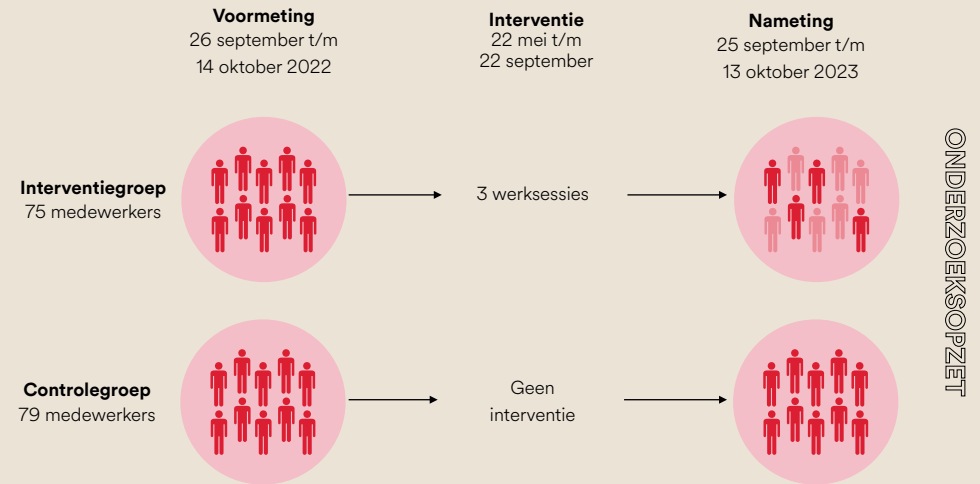 Voormeting
26 september t/m
14 oktober 2022
Interventie
22 mei t/m
22 september
Nameting
25 september t/m
13 oktober 2023
Interventiegroep
75 medewerkers
3 werksessies
Controlegroep
79 medewerkers
Geen
interventie
ONDERZOEKSOPZET